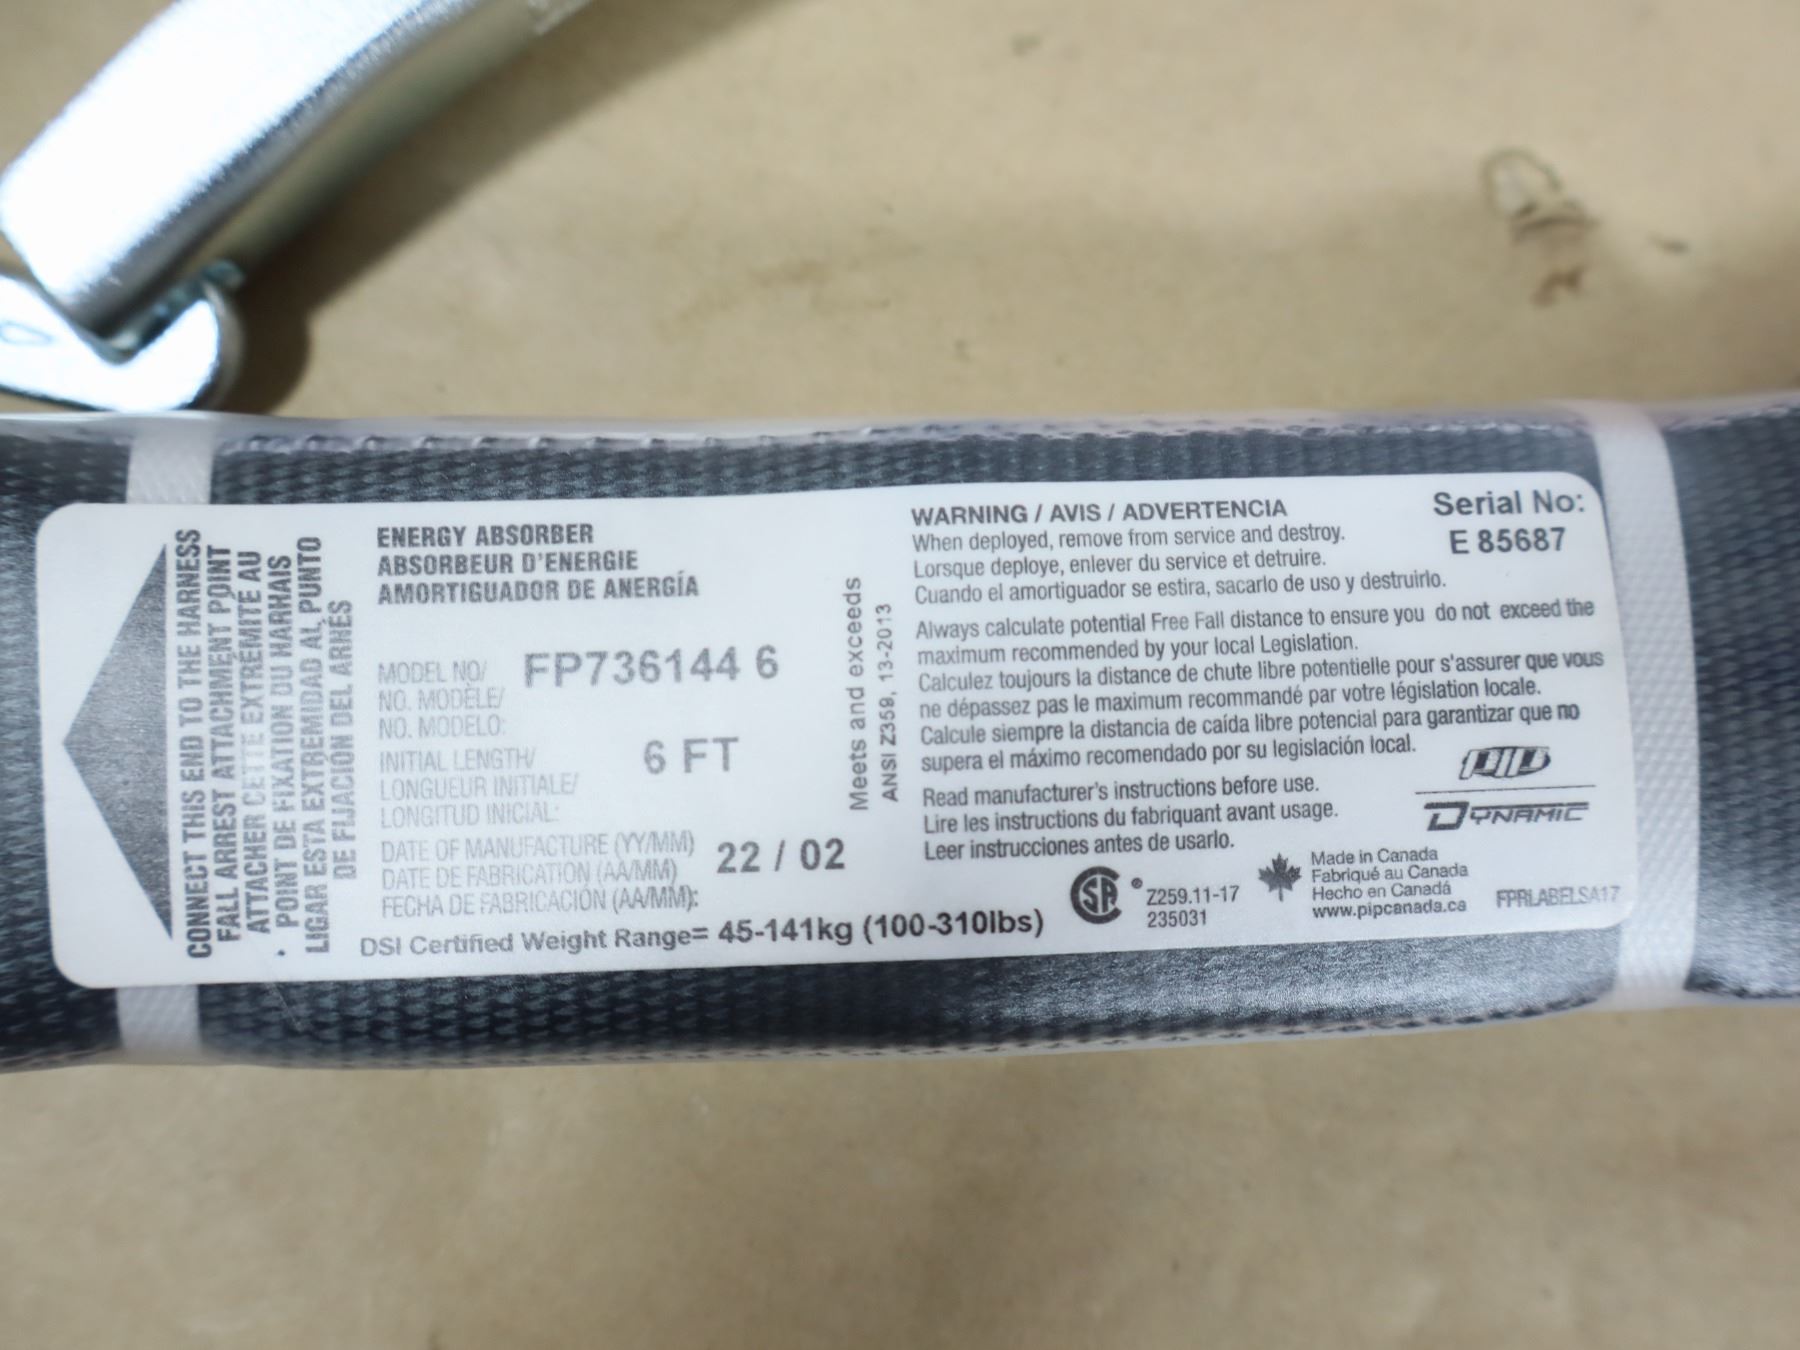 CONNECT THIS END TO THE HARNESS
FALL ARREST ATTACHMENT POINT
ATTACHER CETTE EXTREMITE AU
• POINT DE FIXATION DU HARHAIS
LIGAR ESTA EXTREMIDAD AL PUNTO
DE FIJACION DEL ARNES
ENERGY ABSORBER
ABSORBEUR D'ENERGIE
AMORTIGUADOR DE ANERGÍA
MODEL NO/
NO. MODÈLE/
NO. MODELO:
FP736144 6
INITIAL LENGTH/
LONGUEUR INITIALE/
LONGITUD INICIAL:
6 FT
DATE OF MANUFACTURE (YY/MM)
DATE DE FABRICATION (AA/MM)
FECHA DE FABRICACIÓN (AA/MM):
22 / 02
DSI Certified Weight Range= 45-141kg (100-310lbs)
Meets and exceeds
ANSI Z359, 13-2013
WARNING / AVIS / ADVERTENCIA
When deployed, remove from service and destroy.
Lorsque deploye, enlever du service et detruire.
Cuando el amortiguador se estira, sacarlo de uso y destruirlo.
Serial No:
E 85687
Always calculate potential Free Fall distance to ensure you do not exceed the
maximum recommended by your local Legislation.
Calculez toujours la distance de chute libre potentielle pour s'assurer que vous
ne dépassez pas le maximum recommandé par votre législation locale.
Calcule siempre la distancia de caída libre potencial para garantizar que no
supera el máximo recomendado por su legislación local.
Read manufacturer's instructions before use.
Lire les instructions du fabriquant avant usage.
Leer instrucciones antes de usarlo.
PIP
DYNAMIC
SA ®
Z259.11-17
235031
Made in Canada
Fabriqué au Canada
Hecho en Canadá
www.pipcanada.ca
FPRLABELSA17